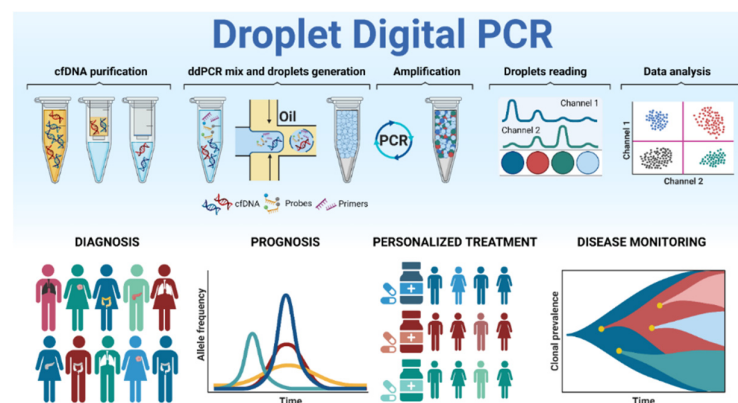 Droplet Digital PCR
cfDNA purification
ddPCR mix and droplets generation
Amplification
Droplets reading
Data analysis
Oil
PCR
Channel 1
Channel 2
Channel 1
Channel 2
cfDNA
Probes
Primers
DIAGNOSIS
PROGNOSIS
PERSONALIZED TREATMENT
DISEASE MONITORING
Allele frequency
Time
Clonal prevalence
Time